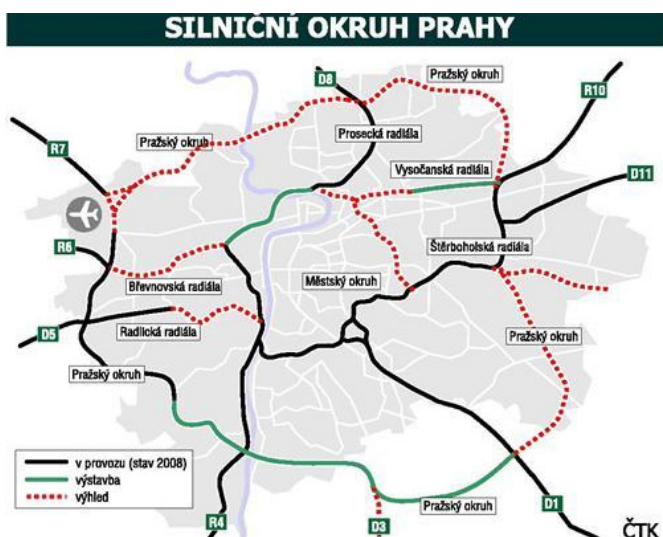 SILNIČNÍ OKRUH PRAHY
D8
Pražský okruh
R10
R7
Pražský okruh
Prosecká radiála
Vysočanská radiála
D11
R6
Štěrboholská radiála
Břevnovská radiála
Městský okruh
D5
Radlická radiála
Pražský okruh
Pražský okruh
v provozu (stav 2008)
výstavba
výhled
R4
D3
Pražský okruh
D1
ČTK